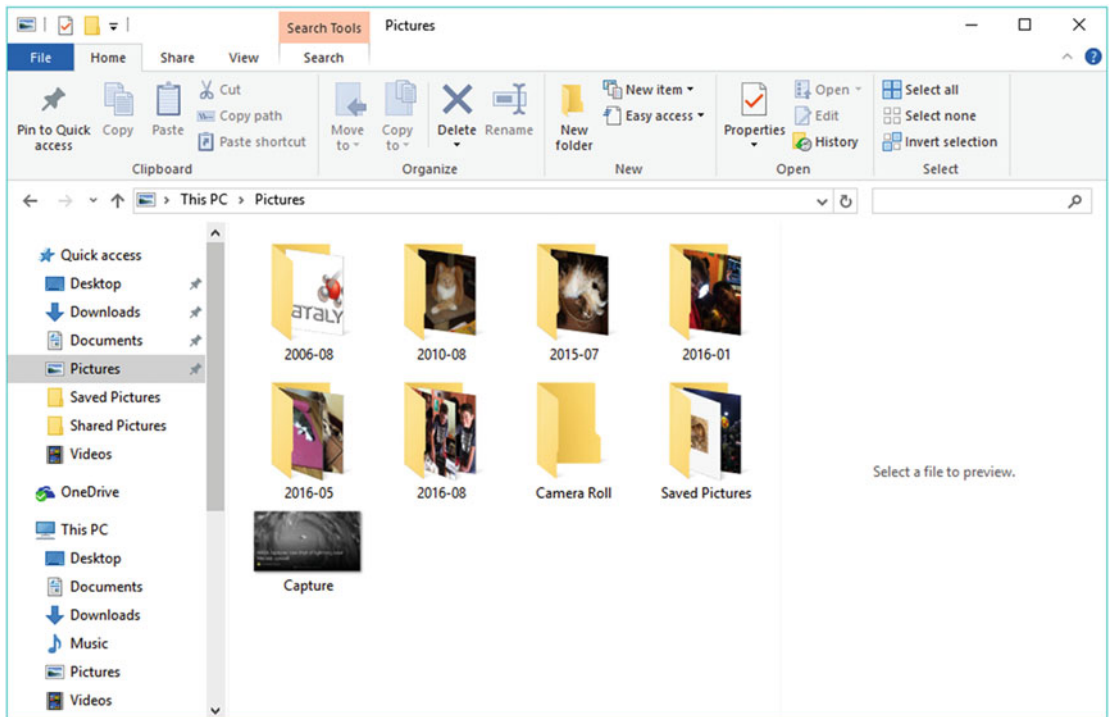 Search Tools Pictures
File Home Share View Search
Pin to Quick access
Copy
Paste
Cut
Copy path
Paste shortcut
Clipboard
Move to
Copy to
Delete
Rename
Organize
New folder
New item
Easy access
New
Properties
Open
Edit
History
Open
Select all
Select none
Invert selection
Select
This PC > Pictures
Quick access
Desktop
Downloads
Documents
Pictures
Saved Pictures
Shared Pictures
Videos
OneDrive
This PC
Desktop
Documents
Downloads
Music
Pictures
Videos
ATALY
2006-08 2010-08 2015-07 2016-01
2016-05 2016-08 Camera Roll Saved Pictures
Capture
Select a file to preview.